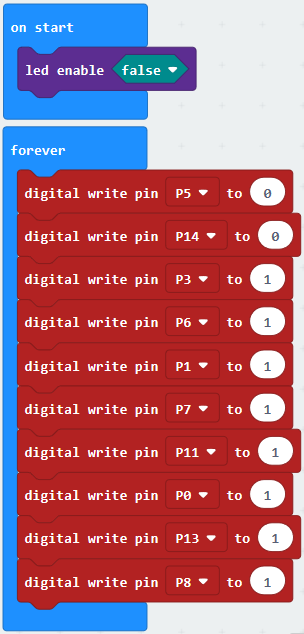 on start
led enable false
forever
digital write pin P5 to 0
digital write pin P14 to 0
digital write pin P3 to 1
digital write pin P6 to 1
digital write pin P1 to 1
digital write pin P7 to 1
digital write pin P11 to 1
digital write pin P0 to 1
digital write pin P13 to 1
digital write pin P8 to 1